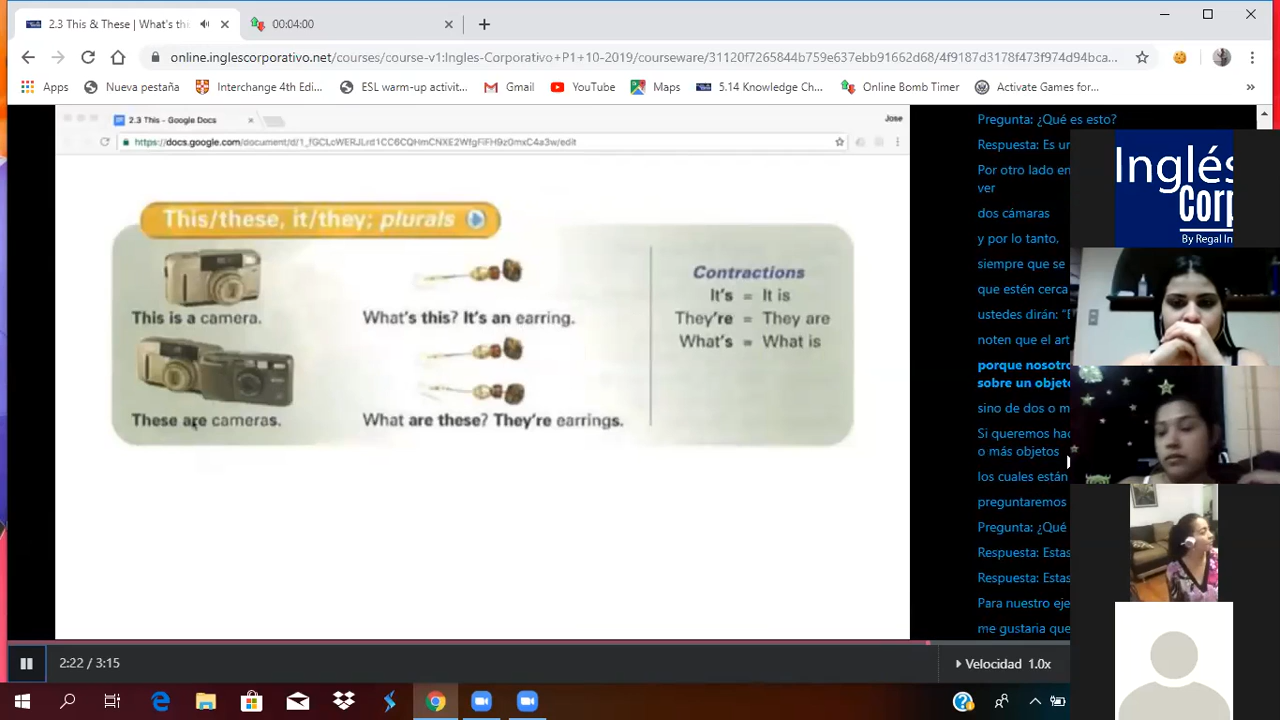 2.3 This & These | What's th
00:04:00
online.inglescorporativo.net/courses/course-v1:Ingles_Corporativo+P1+10-2019/courseware/31120f7265844b759e637ebb91662d68/4f9187d3178f473f974d94bca...
Apps
Nueva pestaña
Interchange 4th Edi...
ESL warm-up activit...
Gmail
YouTube
Maps
5.14 Knowledge Ch...
Online Bomb Timer
Activate Games for...
»
2.3 This - Google Docs
Jose
This/these, it/they; plurals
This is a camera.
These are cameras.
What's this? It's an earring.
What are these? They're earrings.
Contractions
It's = It is
They're = They are
What's = What is
Pregunta: ¿Qué es esto?
Respuesta: Es un
Por otro lado en
ver
dos cámaras
y por lo tanto,
siempre que se
que estén cerca
ustedes dirán: "E
noten que el art
porque nosotro
sobre un objeto
sino de dos o m
Si queremos hac
o más objetos
los cuales están
preguntaremos
Pregunta: ¿Qué
Respuesta: Estas
Respuesta: Estas
Para nuestro eje
me gustaria que
Inglés
Corp
By Regal In
2:22 / 3:15
Velocidad 1.0x